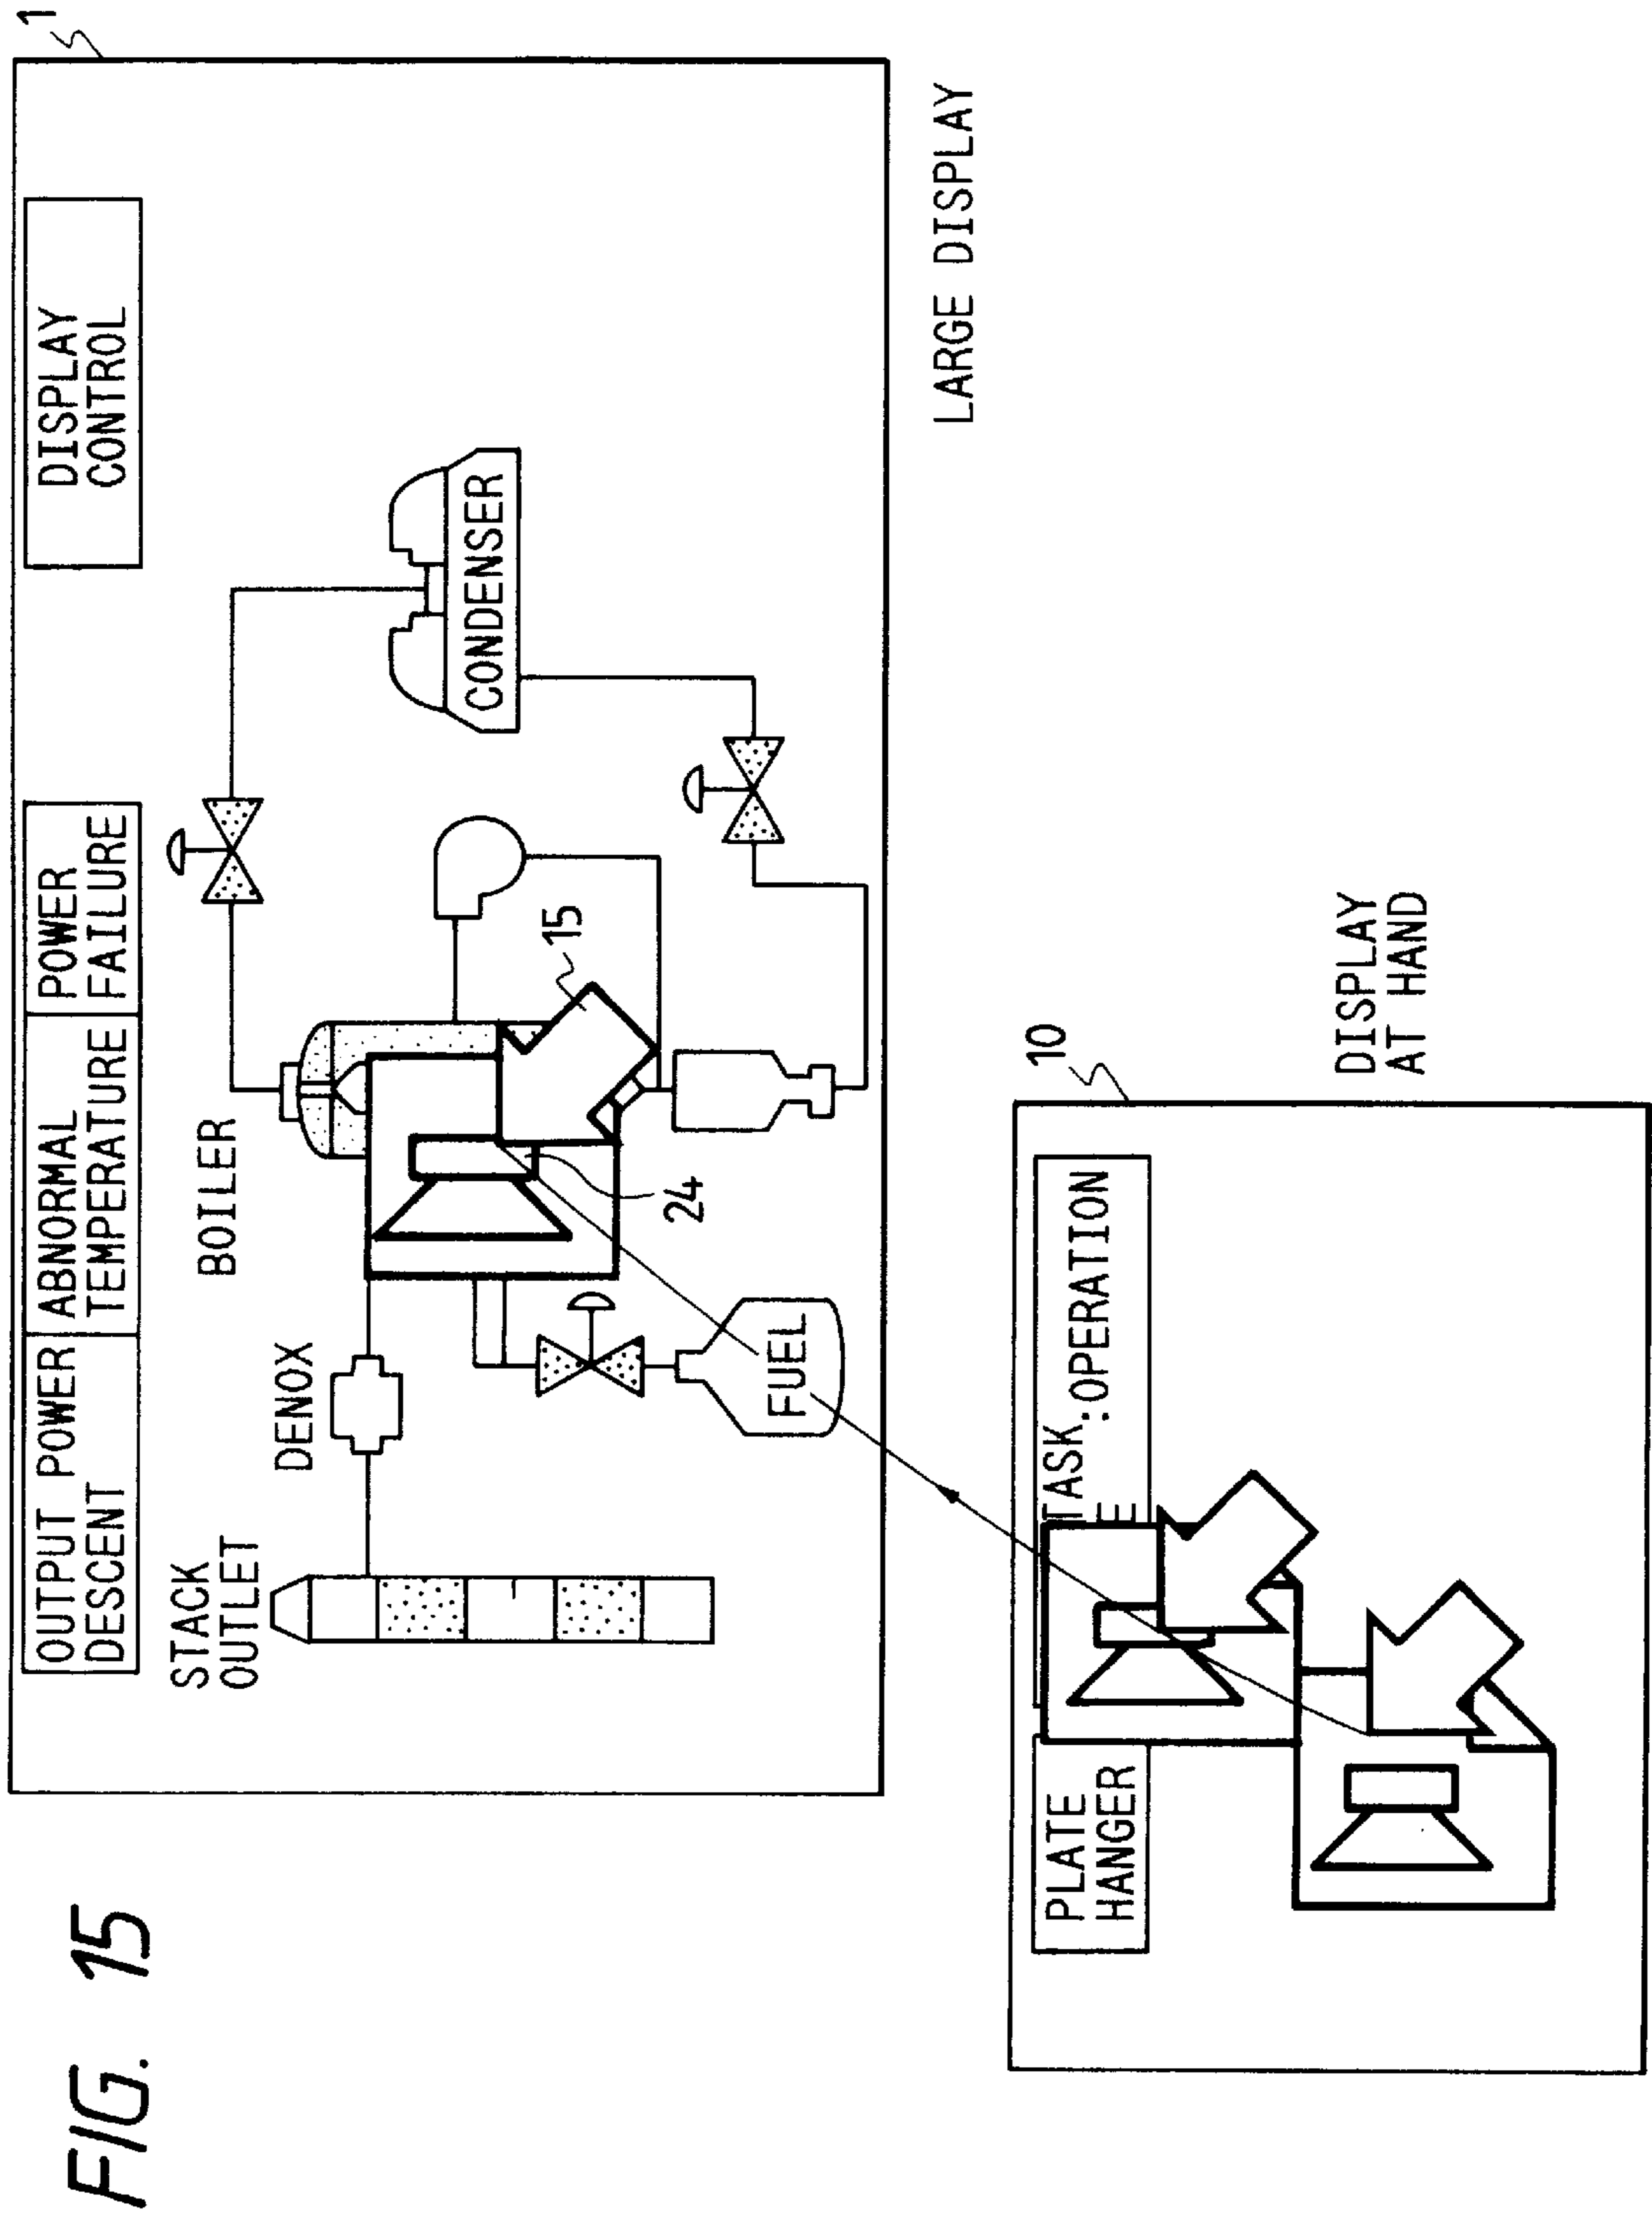 FIG. 15
1
OUTPUT POWER
DESCENT
ABNORMAL
TEMPERATURE
POWER
FAILURE
DISPLAY
CONTROL
STACK
OUTLET
DENOX
BOILER
CONDENSER
15
24
FUEL
LARGE DISPLAY
10
PLATE
HANGER
TASK:OPERATION
E
DISPLAY
AT HAND